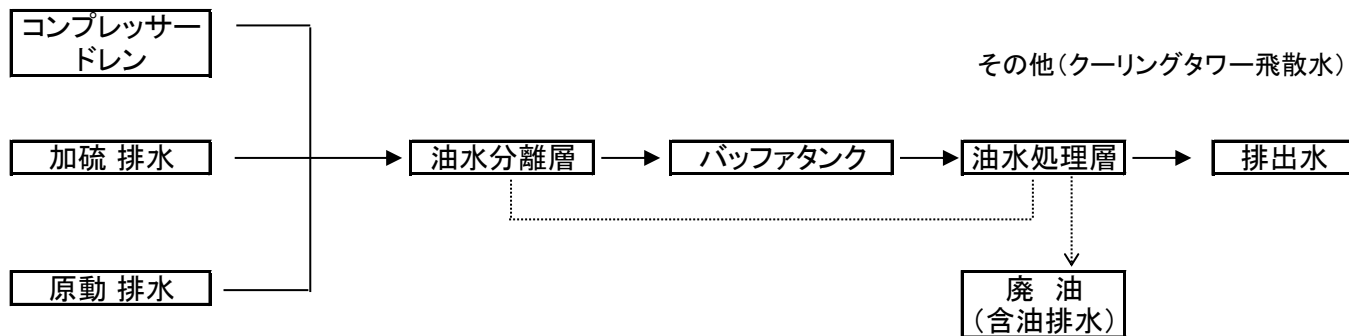 コンプレッサー
ドレン
その他(クーリングタワー飛散水)
加硫 排水
油水分離層
バッファタンク
油水処理層
排出水
原動 排水
廃 油
(含油排水)